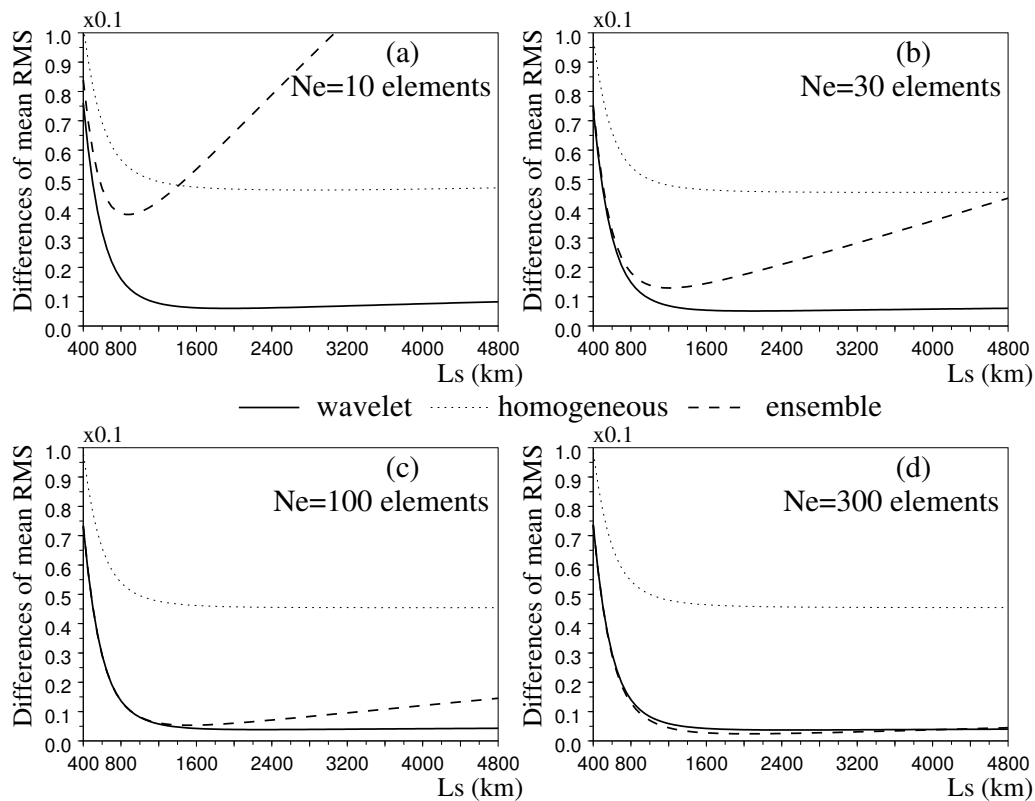 x0.1
x0.1
Differences of mean RMS
1.0
0.9
0.8
0.7
0.6
0.5
0.4
0.3
0.2
0.1
0.0
(a)
Ne=10 elements
400 800 1600 2400 3200 4000 4800
Ls (km)
Differences of mean RMS
1.0
0.9
0.8
0.7
0.6
0.5
0.4
0.3
0.2
0.1
0.0
(b)
Ne=30 elements
400 800 1600 2400 3200 4000 4800
Ls (km)
wavelet homogeneous ensemble
x0.1
x0.1
Differences of mean RMS
1.0
0.9
0.8
0.7
0.6
0.5
0.4
0.3
0.2
0.1
0.0
(c)
Ne=100 elements
400 800 1600 2400 3200 4000 4800
Ls (km)
Differences of mean RMS
1.0
0.9
0.8
0.7
0.6
0.5
0.4
0.3
0.2
0.1
0.0
(d)
Ne=300 elements
400 800 1600 2400 3200 4000 4800
Ls (km)